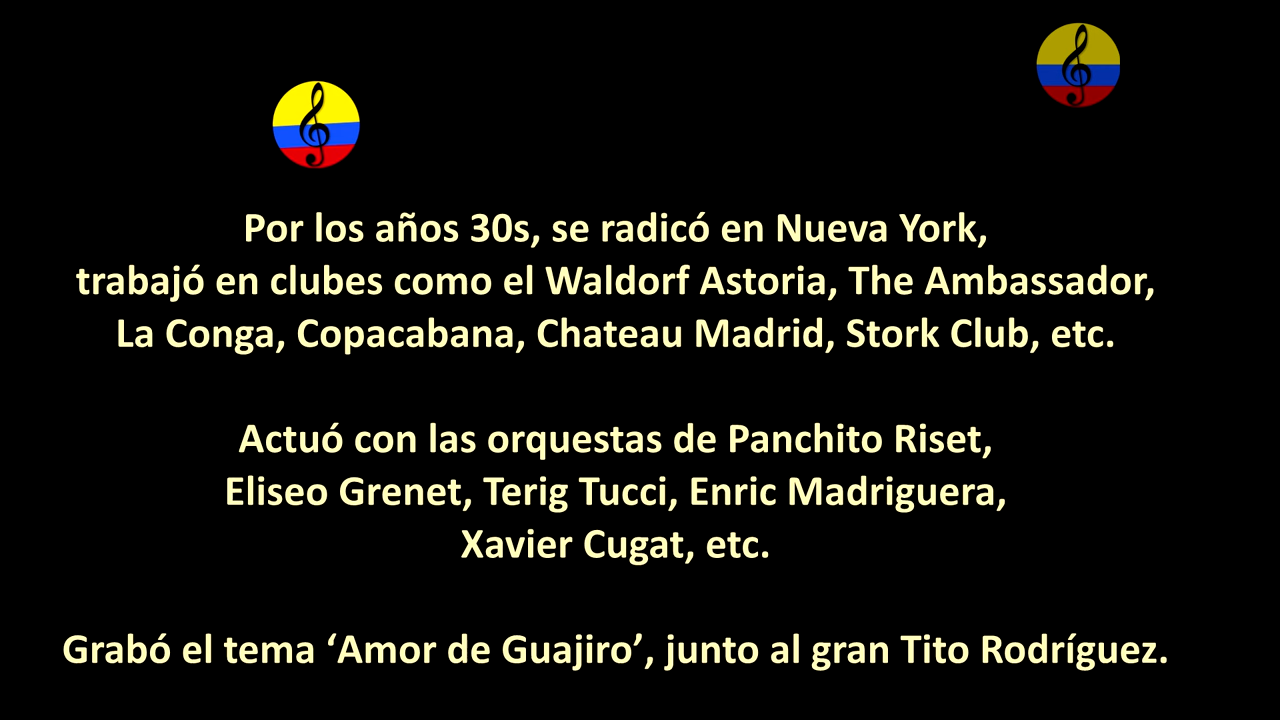 Por los años 30s, se radicó en Nueva York,
trabajó en clubes como el Waldorf Astoria, The Ambassador,
La Conga, Copacabana, Chateau Madrid, Stork Club, etc.
Actuó con las orquestas de Panchito Riset,
Eliseo Grenet, Terig Tucci, Enric Madriguera,
Xavier Cugat, etc.
Grabó el tema ‘Amor de Guajiro’, junto al gran Tito Rodríguez.